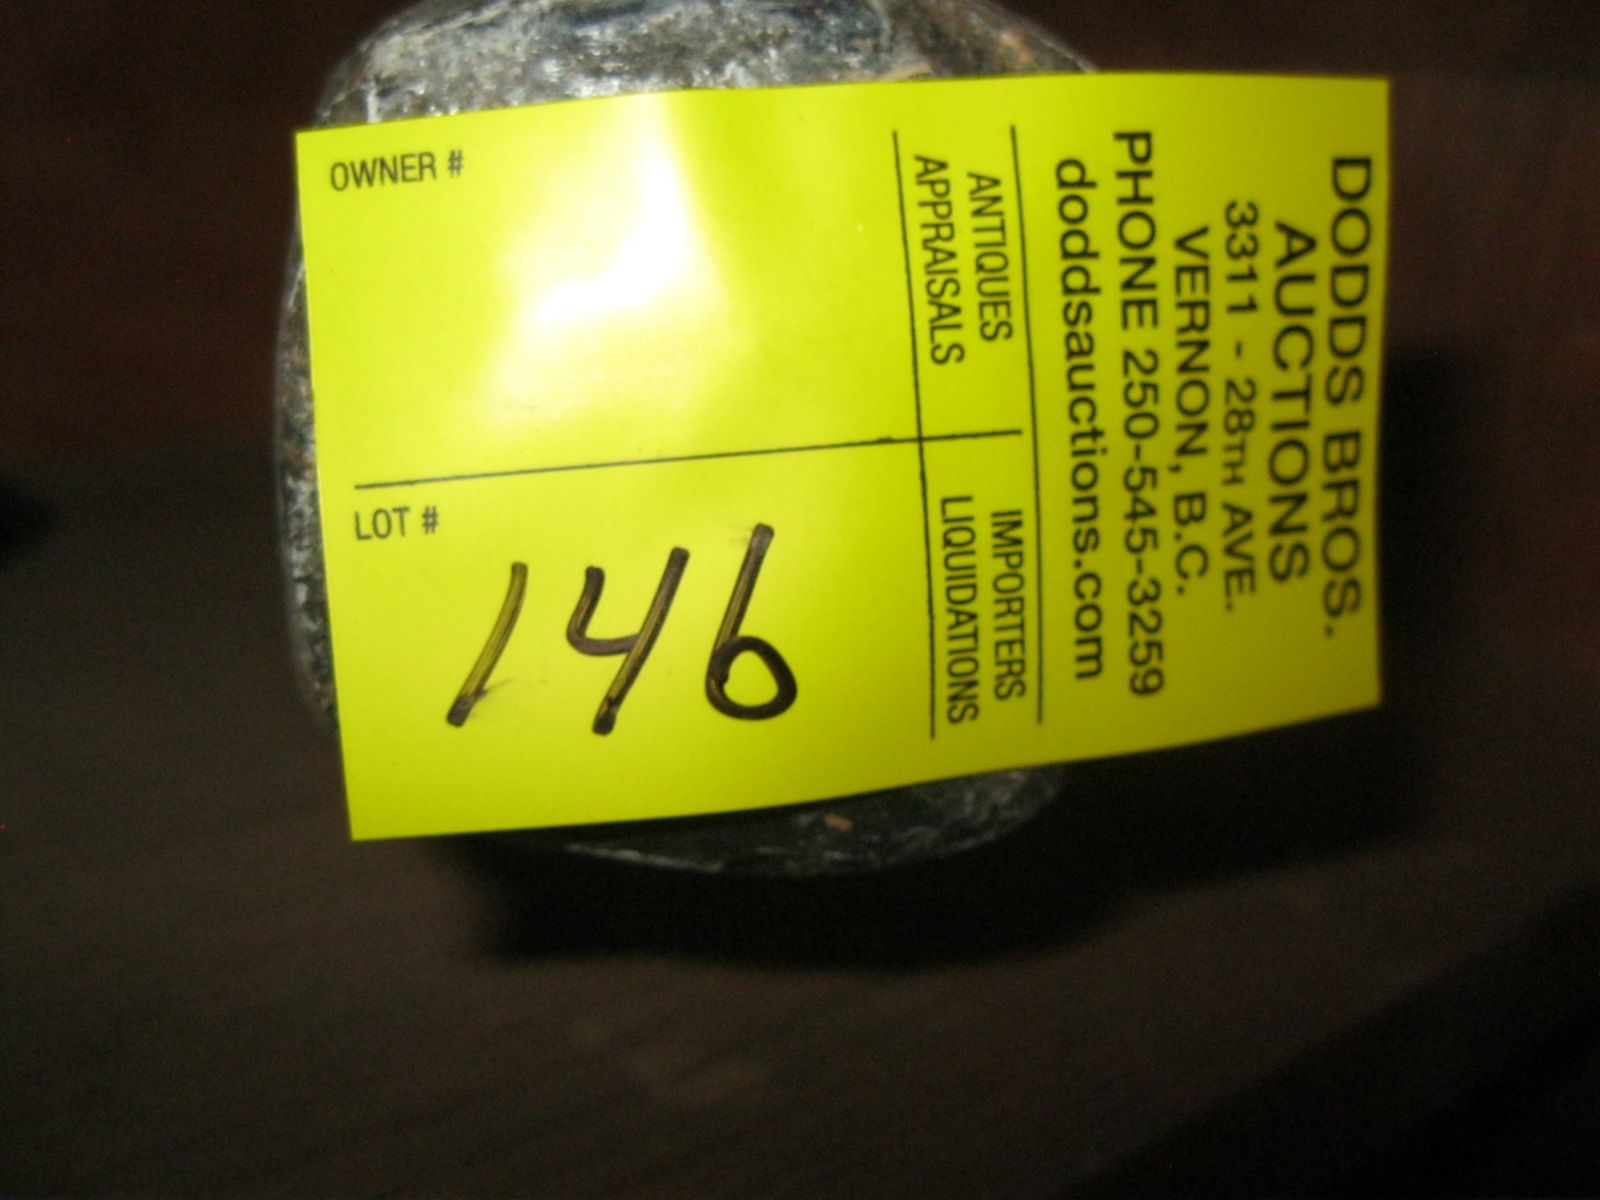 DODDS BROS.
AUCTIONS
3311 - 28TH AVE.
VERNON, B.C.
PHONE 250-545-3259
doddsauctions.com
ANTIQUES
APPRAISALS
IMPORTERS
LIQUIDATIONS
OWNER #
LOT #
146